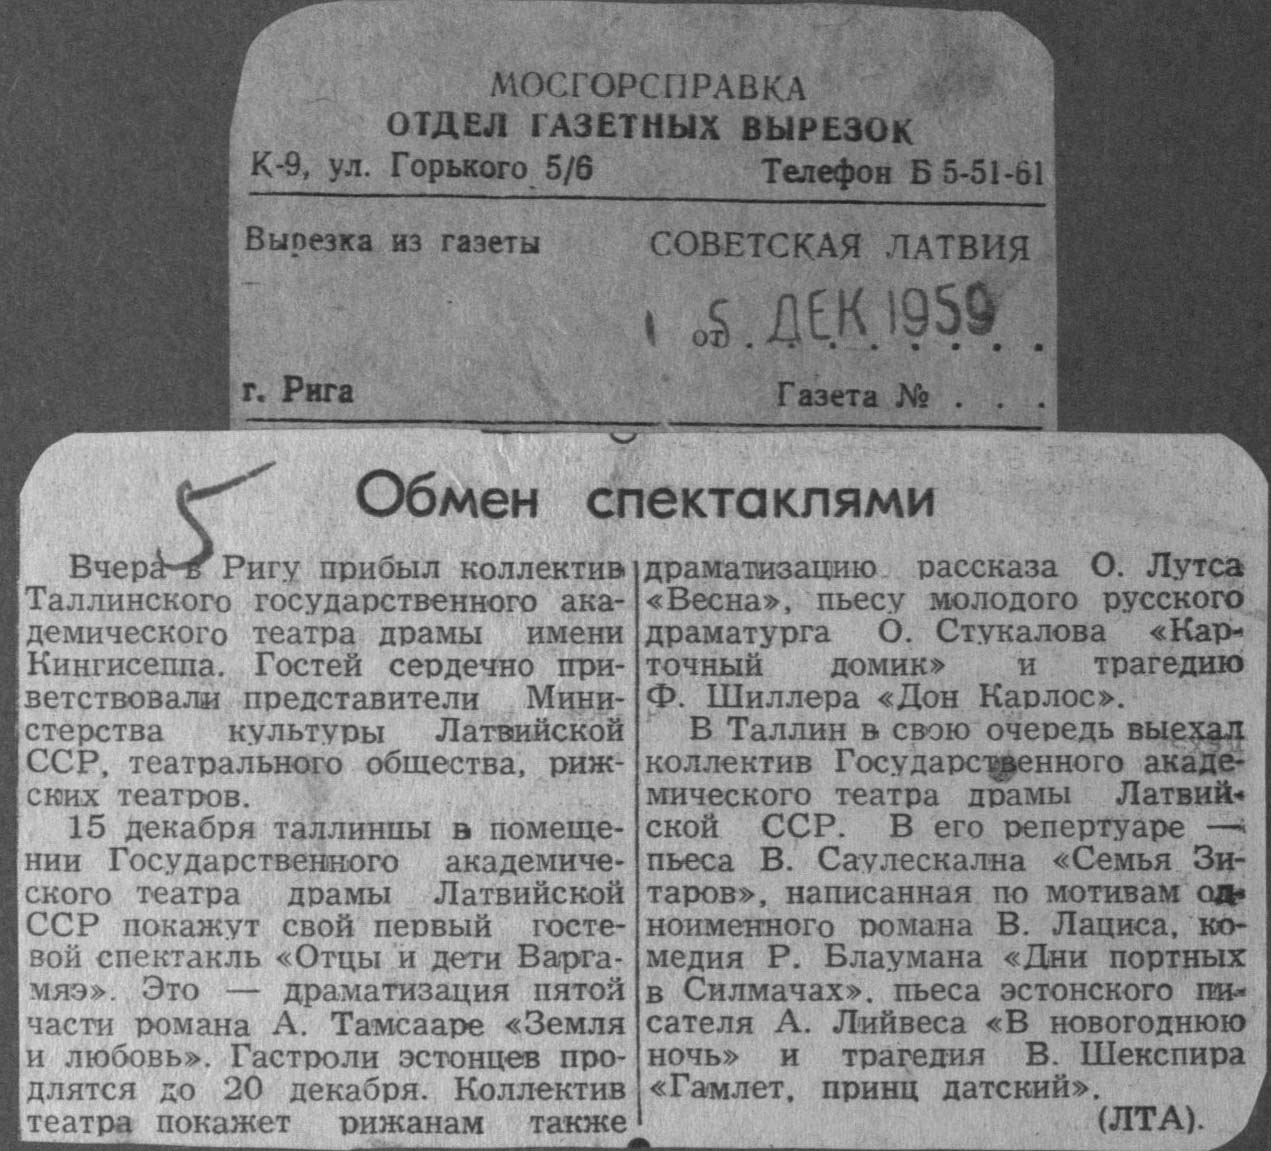 МОСГОРСПРАВКА
ОТДЕЛ ГАЗЕТНЫХ ВЫРЕЗОК
К-9, ул. Горького 5/6 Телефон Б 5-51-61
Вырезка из газеты СОВЕТСКАЯ ЛАТВИЯ
от 1 5 ДЕК 1959
г. Рига Газета № . . .
5
Обмен спектаклями
Вчера в Ригу прибыл коллектив
Таллинского государственного ака-
демического театра драмы имени
Кингисеппа. Гостей сердечно при-
ветствовали представители Мини-
стерства культуры Латвийской
ССР, театрального общества, риж-
ских театров.
15 декабря таллинцы в помеще-
нии Государственного академиче-
ского театра драмы Латвийской
ССР покажут свой первый госте-
вой спектакль «Отцы и дети Варга-
мяэ». Это — драматизация пятой
части романа А. Тамсааре «Земля
и любовь». Гастроли эстонцев про-
длятся до 20 декабря. Коллектив
театра покажет рижанам также
драматизацию рассказа О. Лутса
«Весна», пьесу молодого русского
драматурга О. Стукалова «Кар-
точный домик» и трагедию
Ф. Шиллера «Дон Карлос».
В Таллин в свою очередь выехал
коллектив Государственного акаде-
мического театра драмы Латвий-
ской ССР. В его репертуаре —
пьеса В. Саулескална «Семья Зи-
таров», написанная по мотивам од-
ноименного романа В. Лациса, ко-
медия Р. Блаумана «Дни портных
в Силмачах», пьеса эстонского пи-
сателя А. Лийвеса «В новогоднюю
ночь» и трагедия В. Шекспира
«Гамлет, принц датский».
(ЛТА).